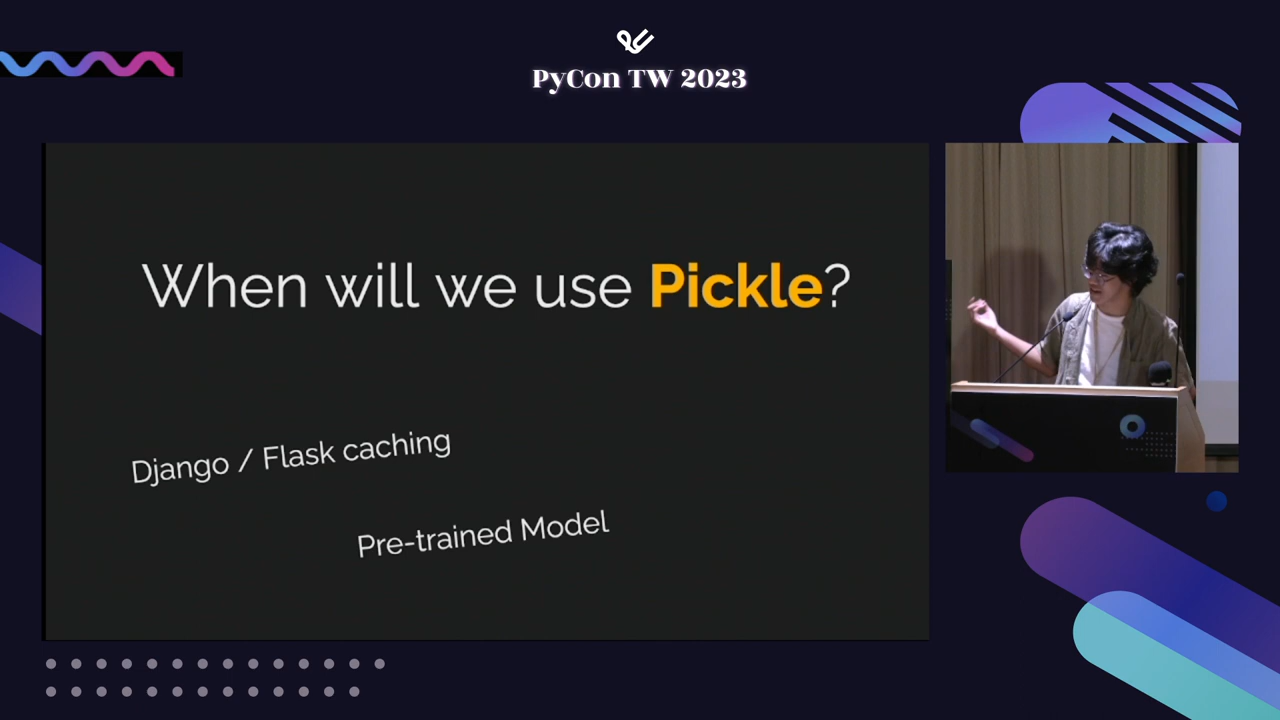 PyCon TW 2023
When will we use Pickle?
Django / Flask caching
Pre-trained Model